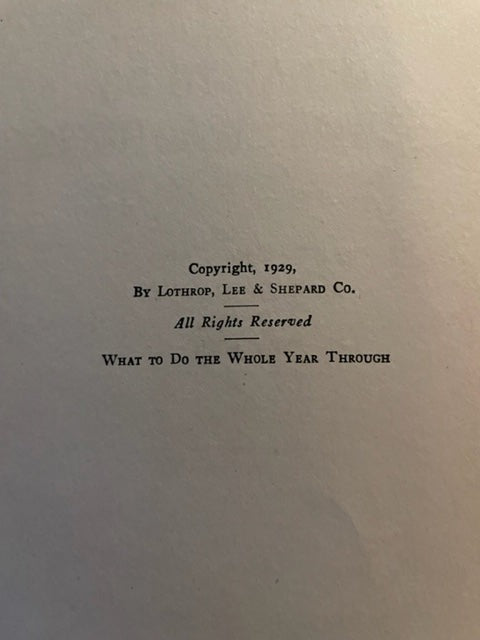 Copyright, 1929,
By Lothrop, Lee & Shepard Co.
All Rights Reserved
What to Do the Whole Year Through